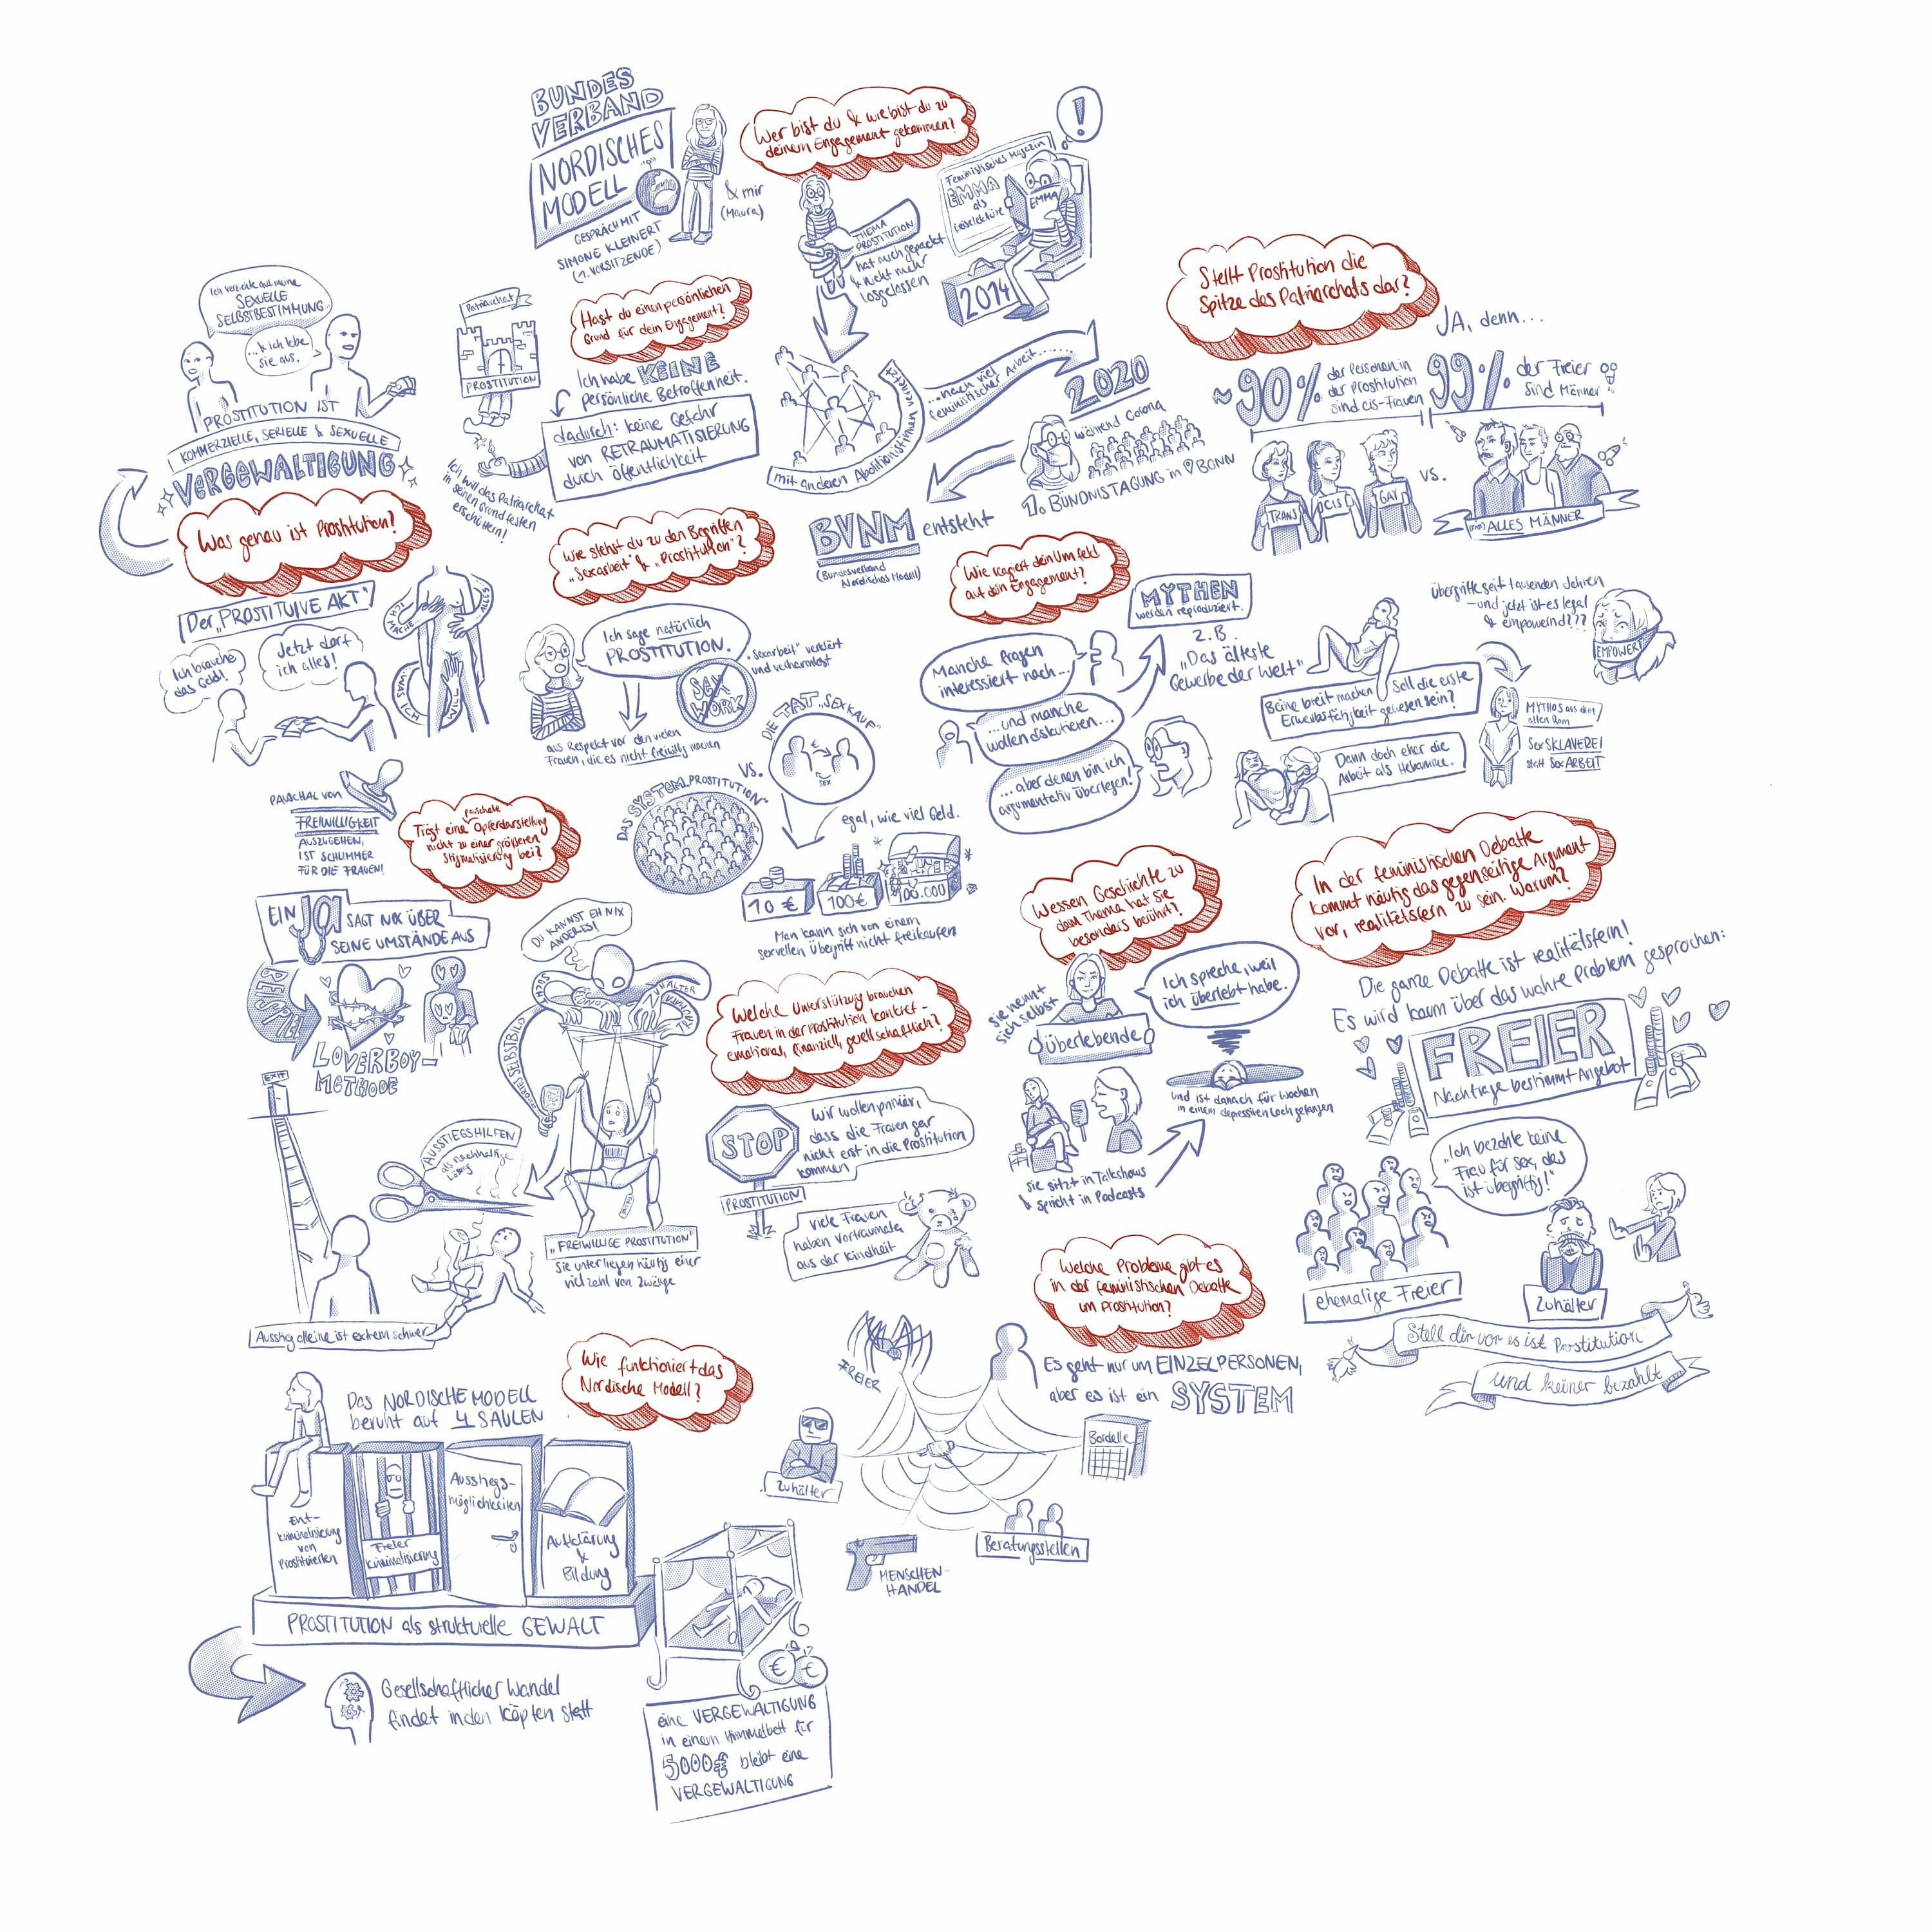 BUNDES
VERBAND
NORDISCHES
MODELL
GESPRÄCH MIT
SIMONE KLEINERT
(1. VORSITZENDE)
& mir
(Maura)
Wer bist du & wie bist du zu
deinem Engagement gekommen?
THEMA
PROSTITUTION
hat mich gepackt
& nicht mehr
losgelassen
Feministisches Magazin
EMMA
als
Reiselektüre
EMMA
!
2014
mit anderen Abolitionistinnen vernetzt
...nach viel
feministischer Arbeit......
2020
während Corona
1. BÜNDNISTAGUNG in BONN
BVNM entsteht
(Bundesverband
Nordisches Modell)
Hast du einen persönlichen
Grund für dein Engagement?
Ich habe KEINE
persönliche Betroffenheit.
dadurch: keine Gefahr
von RETRAUMATISIERUNG
durch Öffentlichkeit
Patriarchat
PROSTITUTION
Ich will das Patriarchat
in seinen Grundfesten
erschüttern!
Stellt Prostitution die
Spitze des Patriarchats dar?
JA, denn...
~90% der Personen in
der Prostitution
sind cis-Frauen
99% der Freier
sind Männer
TRANS
CIS
GAY
vs.
ALLES MÄNNER
Ich verzichte auf meine
SEXUELLE
SELBSTBESTIMMUNG...
...& ich lebe
sie aus.
PROSTITUTION IST
KOMMERZIELLE, SERIELLE & SEXUELLE
VERGEWALTIGUNG
Was genau ist Prostitution?
Der "PROSTITUIVE AKT"
Ich brauche
das Geld!
Jetzt darf
ich alles!
ICH
MACHE
ALLES
WAS ICH
WILL
Wie stehst du zu den Begriffen
„Sexarbeit" & „Prostitution"?
Ich sage natürlich
PROSTITUTION.
SEX
WORK
„Sexarbeit" verklärt
und verharmlost
aus Respekt vor den vielen
Frauen, die es nicht freiwillig machen
DAS SYSTEM „PROSTITUTION"
vs.
DIE TAT „SEXKAUF"
€
SEX
egal, wie viel Geld.
10 €
100€
100.000
Man kann sich von einem
sexuellen Übergriff nicht freikaufen
Wie reagiert dein Umfeld
auf dein Engagement?
Manche fragen
interessiert nach...
...und manche
wollen diskutieren...
...aber denen bin ich
argumentativ überlegen!
MYTHEN
werden reproduziert.
z.B.
„Das älteste
Gewerbe der Welt"
Beine breit machen soll die erste
Erwerbstätigkeit gewesen sein?
Dann doch eher die
Arbeit als Hebamme.
Übergriffe seit tausenden Jahren
- und jetzt ist es legal
& empowernd???
EMPOWER
MYTHOS aus dem
alten Rom
SexSKLAVEREI
statt SexARBEIT
PAUSCHAL von
FREIWILLIGKEIT
AUSZUGEHEN,
IST SCHLIMMER
FÜR DIE FRAUEN!
Trägt eine pauschale Opferdarstellung
nicht zu einer größeren
Stigmatisierung bei?
EIN JA SAGT NIX ÜBER
SEINE UMSTÄNDE AUS
BEISPIEL
LOVERBOY-
METHODE
DU KANNST EH NIX
ANDERES!
SUCHT
ARMUT
ZUHÄLTER
TRAUMA
SELBSTBILD
EXIT
AUSSTIEGSHILFEN
als nachhaltige
Lösung
„FREIWILLIGE PROSTITUTION"
Sie unterliegen häufig einer
Vielzahl von Zwänge
Ausstieg alleine ist extrem schwer
Welche Unterstützung brauchen
Frauen in der Prostitution konkret -
emotional, finanziell, gesellschaftlich?
STOP
PROSTITUTION
Wir wollen primär,
dass die Frauen gar
nicht erst in die Prostitution
kommen
viele Frauen
haben Vortraumata
aus der Kindheit
Wessen Geschichte zu
dem Thema hat sie
besonders berührt?
sie nennt
sich selbst
Überlebende
Ich spreche, weil
ich überlebt habe.
sie sitzt in Talkshows
& spricht in Podcasts
und ist danach für Wochen
in einem depressiven Loch gefangen
In der feministischen Debatte
kommt häufig das gegenseitige Argument
vor, realitätsfern zu sein. Warum?
Die ganze Debatte ist realitätsfern!
Es wird kaum über das wahre Problem gesprochen:
FREIER
Nachfrage bestimmt Angebot
„Ich bezahle keine
Frau für Sex, das
ist übergriffig!"
ehemalige Freier
Zuhälter
Stell dir vor es ist Prostitution
und keiner bezahlt
Welche Probleme gibt es
in der feministischen Debatte
um Prostitution?
Es geht nur um EINZELPERSONEN,
aber es ist ein SYSTEM
FREIER
Zuhälter
Bordelle
Beratungsstellen
MENSCHEN-
HANDEL
Wie funktioniert das
Nordische Modell?
Das NORDISCHE MODELL
beruht auf 4 SÄULEN
Ent-
kriminalisierung
von
Prostituierten
Freier
kriminalisierung
Ausstiegs-
möglichkeiten
Aufklärung
&
Bildung
PROSTITUTION als strukturelle GEWALT
Gesellschaftlicher Wandel
findet in den Köpfen statt
€ €
eine VERGEWALTIGUNG
in einem Himmelbett für
5000€ bleibt eine
VERGEWALTIGUNG